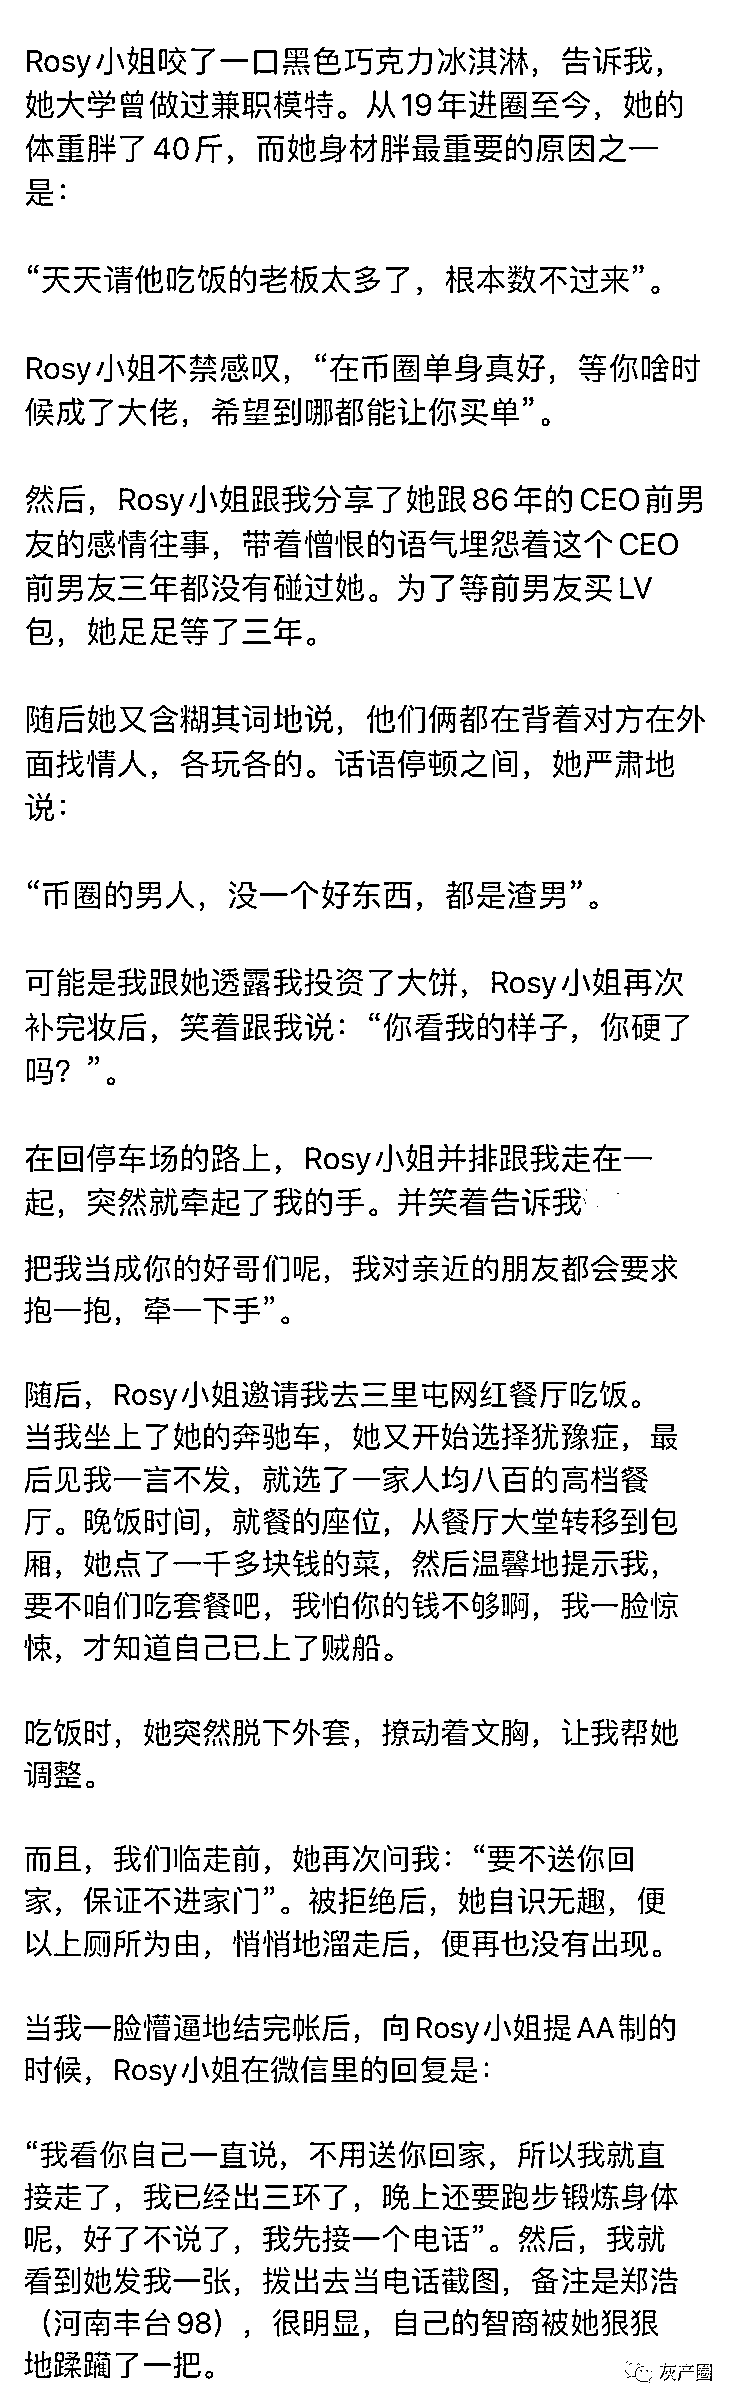 Rosy小姐咬了一口黑色巧克力冰淇淋，告诉我，
她大学曾做过兼职模特。从19年进圈至今，她的
体重胖了40斤，而她身材胖最重要的原因之一
是：
“天天请他吃饭的老板太多了，根本数不过来”。
Rosy小姐不禁感叹，“在币圈单身真好，等你啥时
候成了大佬，希望到哪都能让你买单”。
然后，Rosy小姐跟我分享了她跟86年的CEO前男
友的感情往事，带着憎恨的语气埋怨着这个CEO
前男友三年都没有碰过她。为了等前男友买LV
包，她足足等了三年。
随后她又含糊其词地说，他们俩都在背着对方在外
面找情人，各玩各的。话语停顿之间，她严肃地
说：
“币圈的男人，没一个好东西，都是渣男”。
可能是我跟她透露我投资了大饼，Rosy小姐再次
补完妆后，笑着跟我说：“你看我的样子，你硬了
吗？”。
在回停车场的路上，Rosy小姐并排跟我走在一
起，突然就牵起了我的手。并笑着告诉我
把我当成你的好哥们呢，我对亲近的朋友都会要求
抱一抱，牵一下手”。
随后，Rosy小姐邀请我去三里屯网红餐厅吃饭。
当我坐上了她的奔驰车，她又开始选择犹豫症，最
后见我一言不发，就选了一家人均八百的高档餐
厅。晚饭时间，就餐的座位，从餐厅大堂转移到包
厢，她点了一千多块钱的菜，然后温馨地提示我，
要不咱们吃套餐吧，我怕你的钱不够啊，我一脸惊
悚，才知道自己已上了贼船。
吃饭时，她突然脱下外套，撩动着文胸，让我帮她
调整。
而且，我们临走前，她再次问我：“要不送你回
家，保证不进家门”。被拒绝后，她自识无趣，便
以上厕所为由，悄悄地溜走后，便再也没有出现。
当我一脸懵逼地结完帐后，向Rosy小姐提AA制的
时候，Rosy小姐在微信里的回复是：
“我看你自己一直说，不用送你回家，所以我就直
接走了，我已经出三环了，晚上还要跑步锻炼身体
呢，好了不说了，我先接一个电话”。然后，我就
看到她发我一张，拨出去当电话截图，备注是郑浩
（河南丰台98），很明显，自己的智商被她狠狠
地蹂躏了一把。
灰产圈